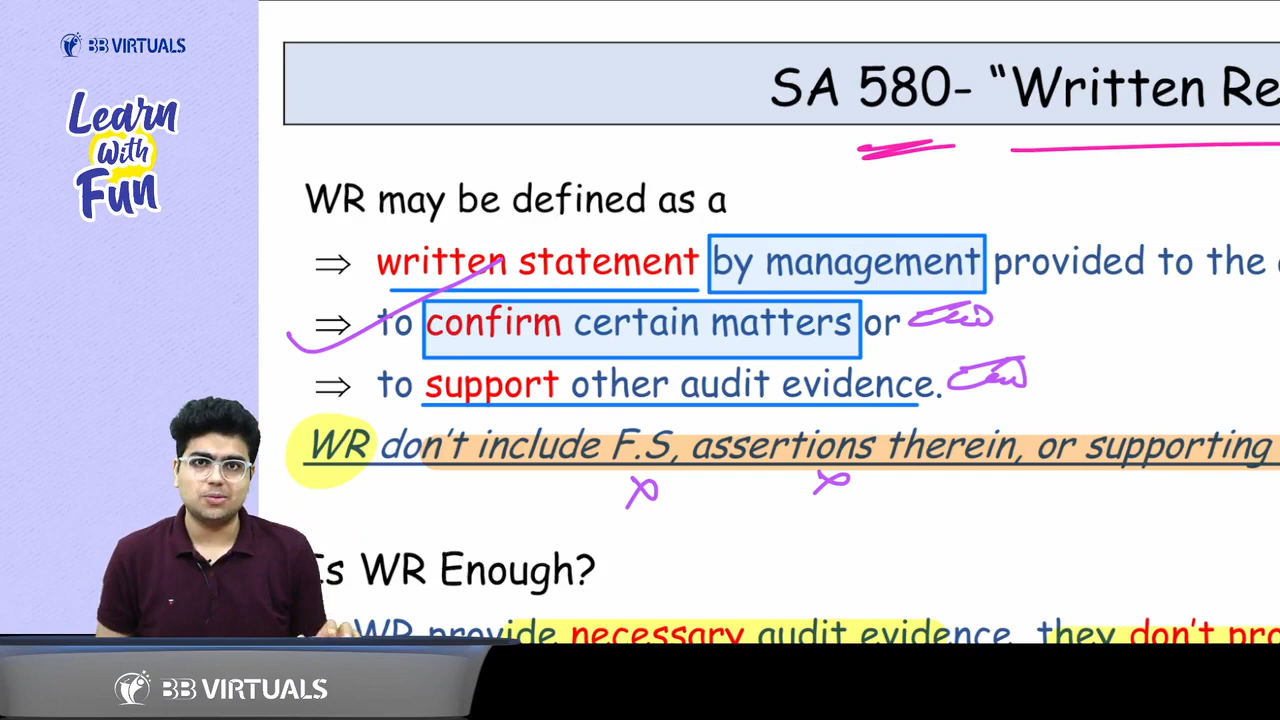 BB VIRTUALS
Learn
With
Fun
SA 580- “Written Re
WR may be defined as a
⇒ written statement by management provided to the
⇒ to confirm certain matters or
⇒ to support other audit evidence.
WR don't include F.S, assertions therein, or supporting
Is WR Enough?
WR provide necessary audit evidence, they don't pro
BB VIRTUALS